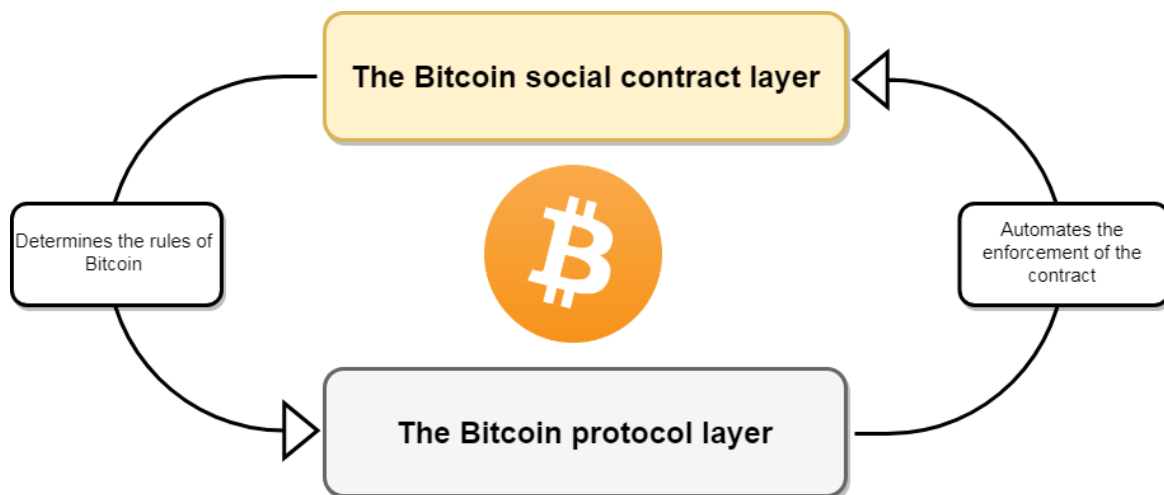 The Bitcoin social contract layer
Determines the rules of
Bitcoin
Automates the
enforcement of the
contract
The Bitcoin protocol layer